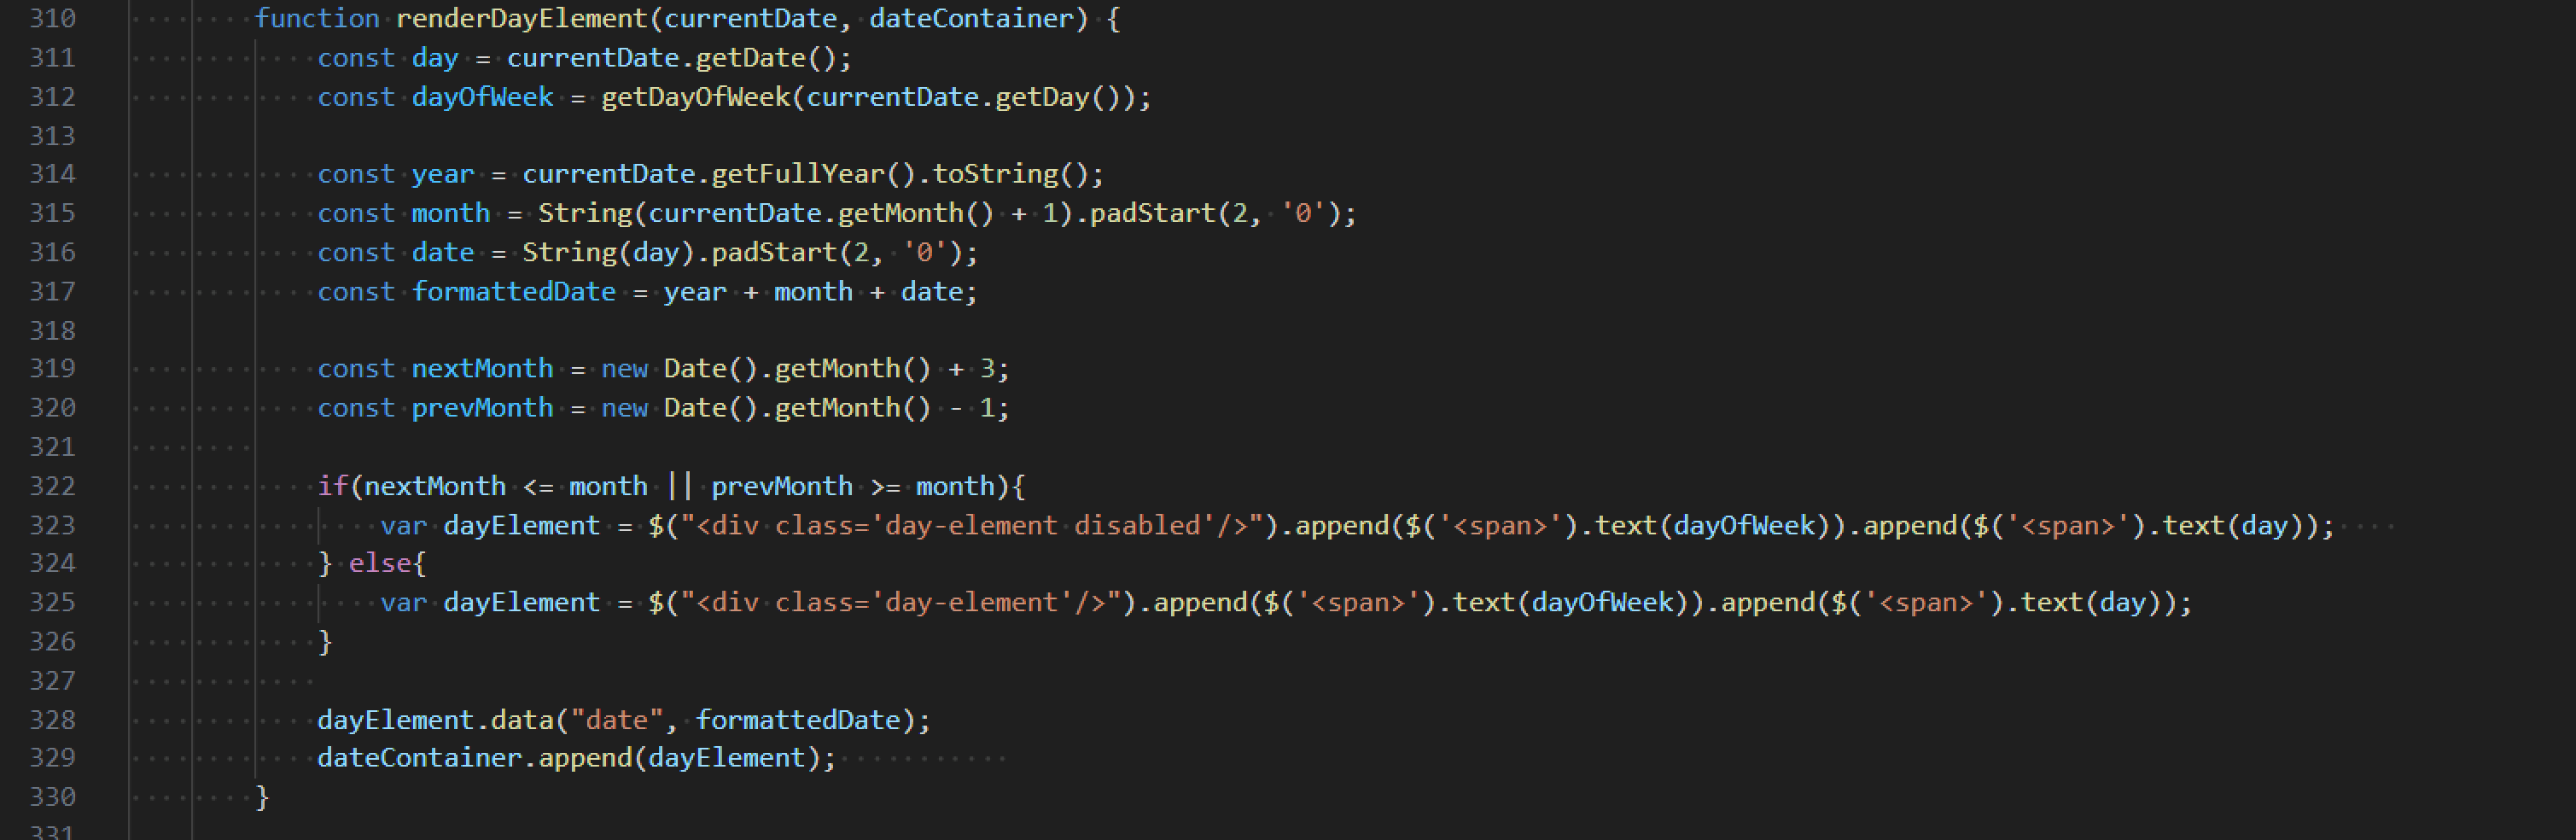 310 function renderDayElement(currentDate, dateContainer) {
311 const day = currentDate.getDate();
312 const dayOfWeek = getDayOfWeek(currentDate.getDay());
313
314 const year = currentDate.getFullYear().toString();
315 const month = String(currentDate.getMonth() + 1).padStart(2, '0');
316 const date = String(day).padStart(2, '0');
317 const formattedDate = year + month + date;
318
319 const nextMonth = new Date().getMonth() + 3;
320 const prevMonth = new Date().getMonth() - 1;
321
322 if(nextMonth <= month || prevMonth >= month){
323 var dayElement = $("<div class='day-element disabled'/>").append($('<span>').text(dayOfWeek)).append($('<span>').text(day));
324 } else{
325 var dayElement = $("<div class='day-element'/>").append($('<span>').text(dayOfWeek)).append($('<span>').text(day));
326 }
327
328 dayElement.data("date", formattedDate);
329 dateContainer.append(dayElement);
330 }
331